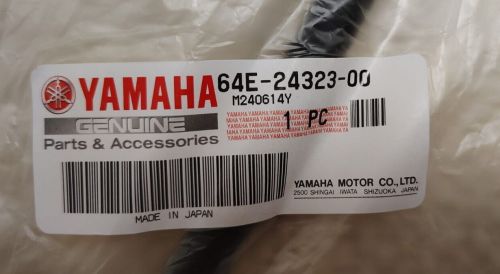 YAMAHA 64E-24323-00
M240614Y
GENUINE
Parts & Accessories
1 PC
YAMAHA MOTOR CO., LTD.
2500 SHINGAI IWATA SHIZUOKA JAPAN
MADE IN JAPAN